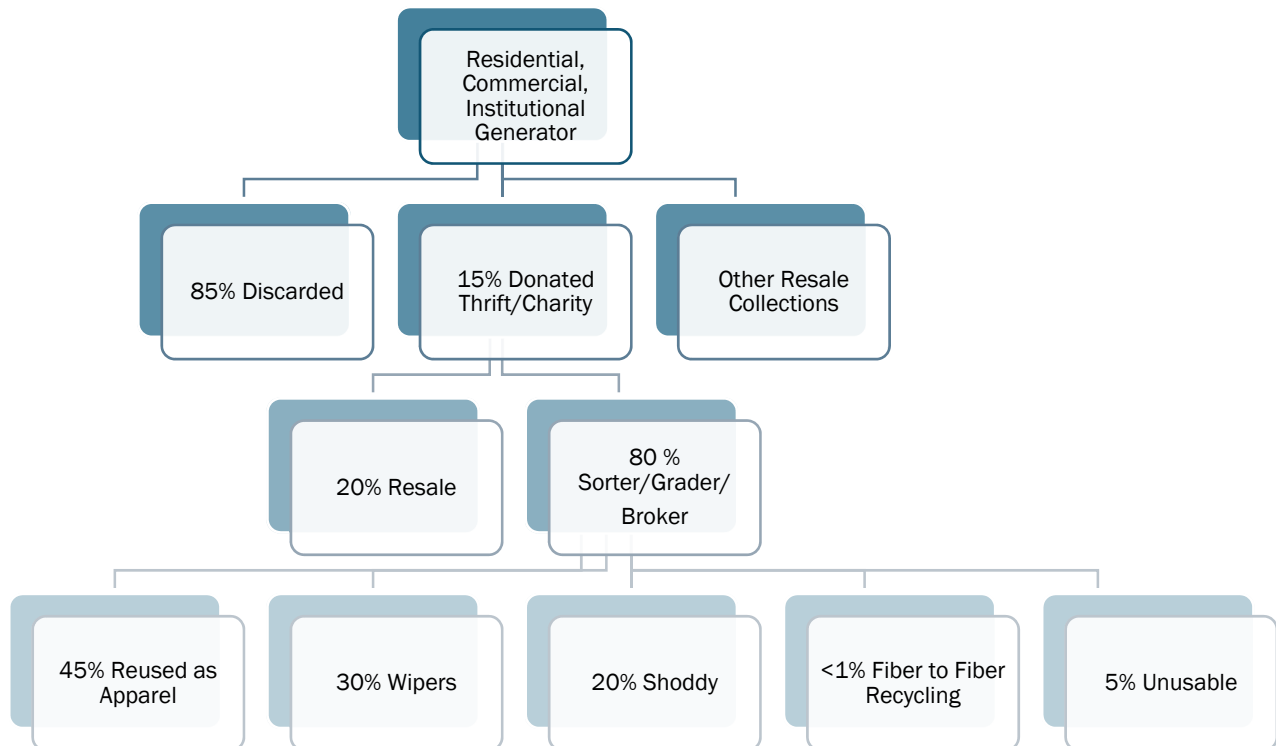 Residential,
Commercial,
Institutional
Generator
85% Discarded
15% Donated
Thrift/Charity
Other Resale
Collections
20% Resale
80 %
Sorter/Grader/
Broker
45% Reused as
Apparel
30% Wipers
20% Shoddy
<1% Fiber to Fiber
Recycling
5% Unusable